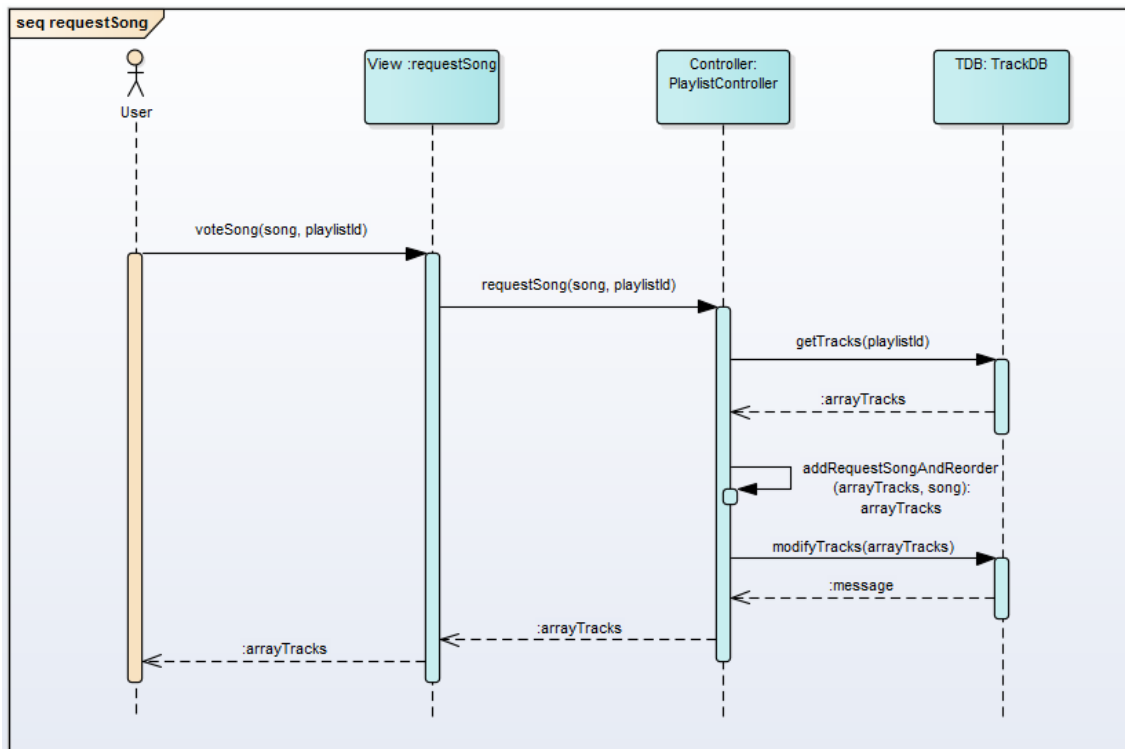 seq requestSong
User
View :requestSong
Controller:
PlaylistController
TDB: TrackDB
voteSong(song, playlistId)
requestSong(song, playlistId)
getTracks(playlistId)
:arrayTracks
addRequestSongAndReorder
(arrayTracks, song):
arrayTracks
modifyTracks(arrayTracks)
:message
:arrayTracks
:arrayTracks